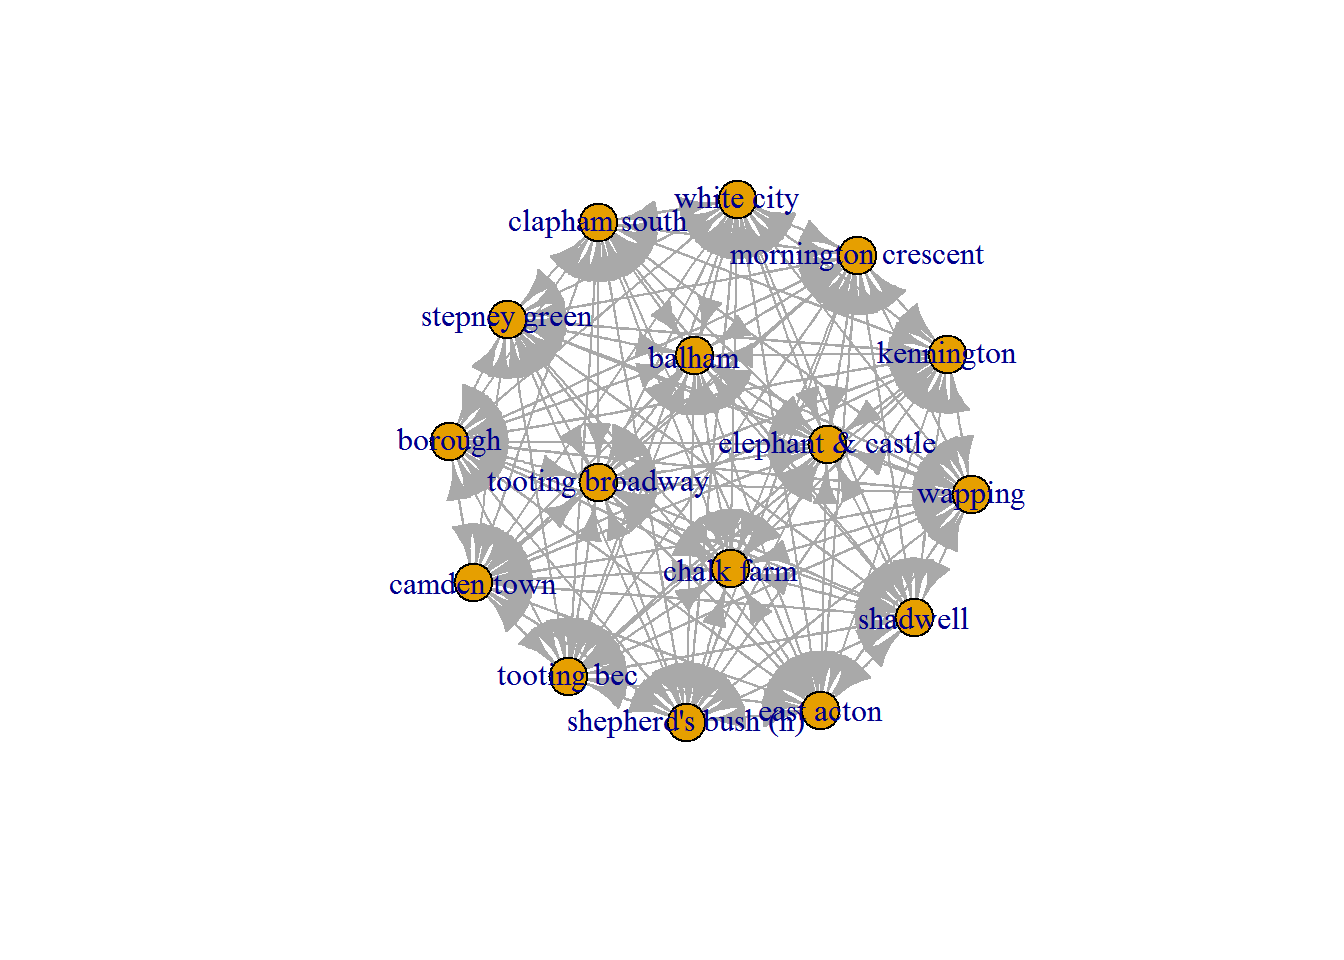 white city
clapham south
mornington crescent
stepney green
kennington
balham
borough
elephant & castle
tooting broadway
wapping
chalk farm
camden town
shadwell
tooting bec
east acton
shepherd's bush (h)